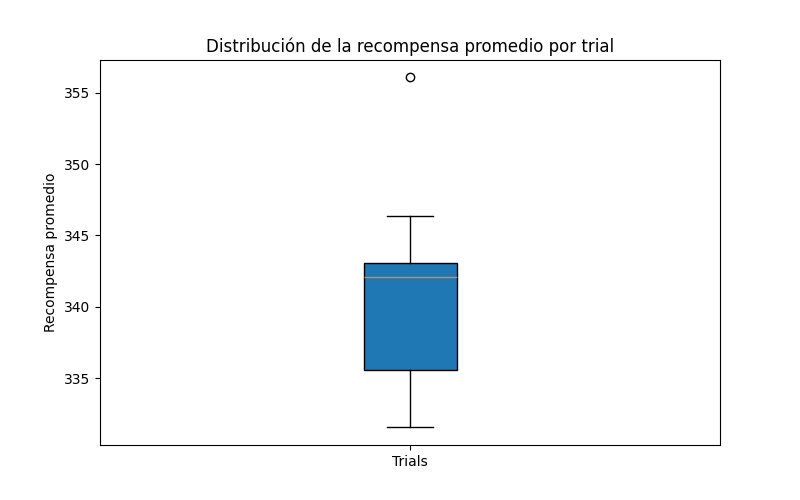 Distribución de la recompensa promedio por trial
355
350
345
340
335
Recompensa promedio
Trials